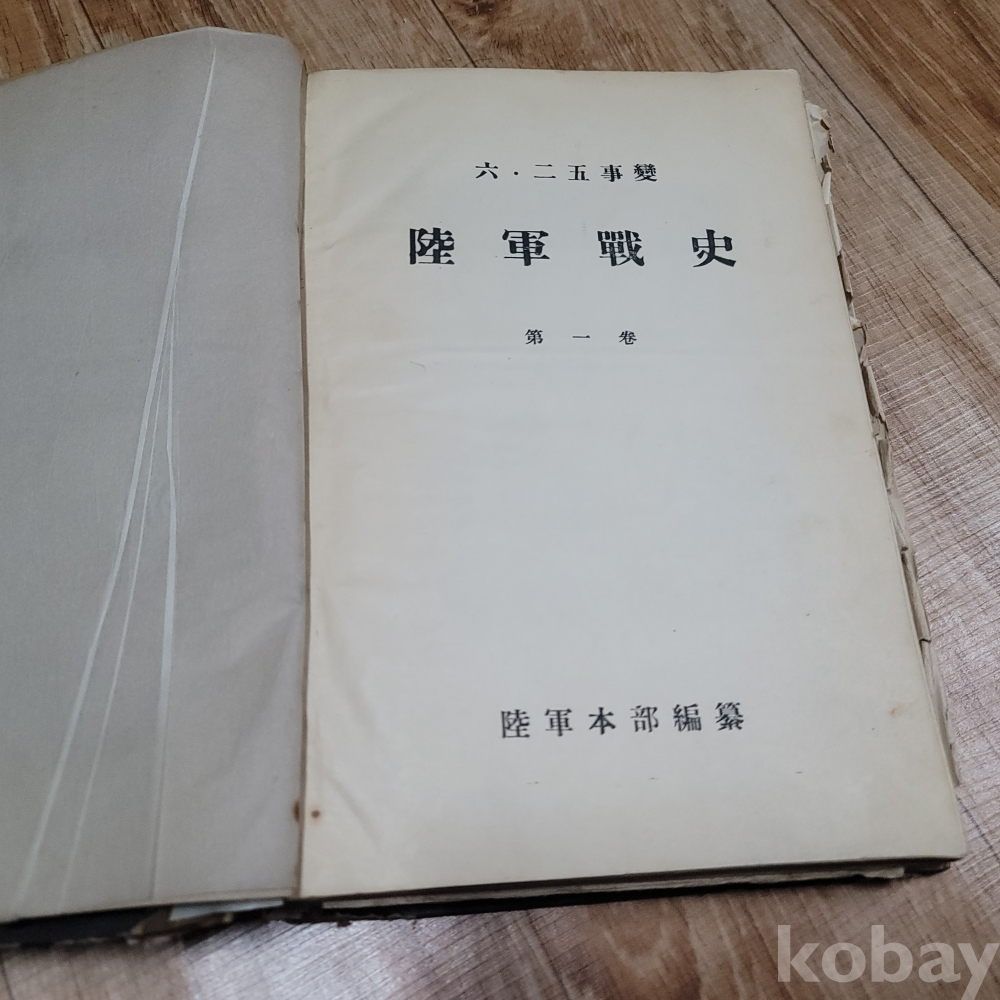 六·二五事變
陸軍戰史
第一卷
陸軍本部編纂
kobay